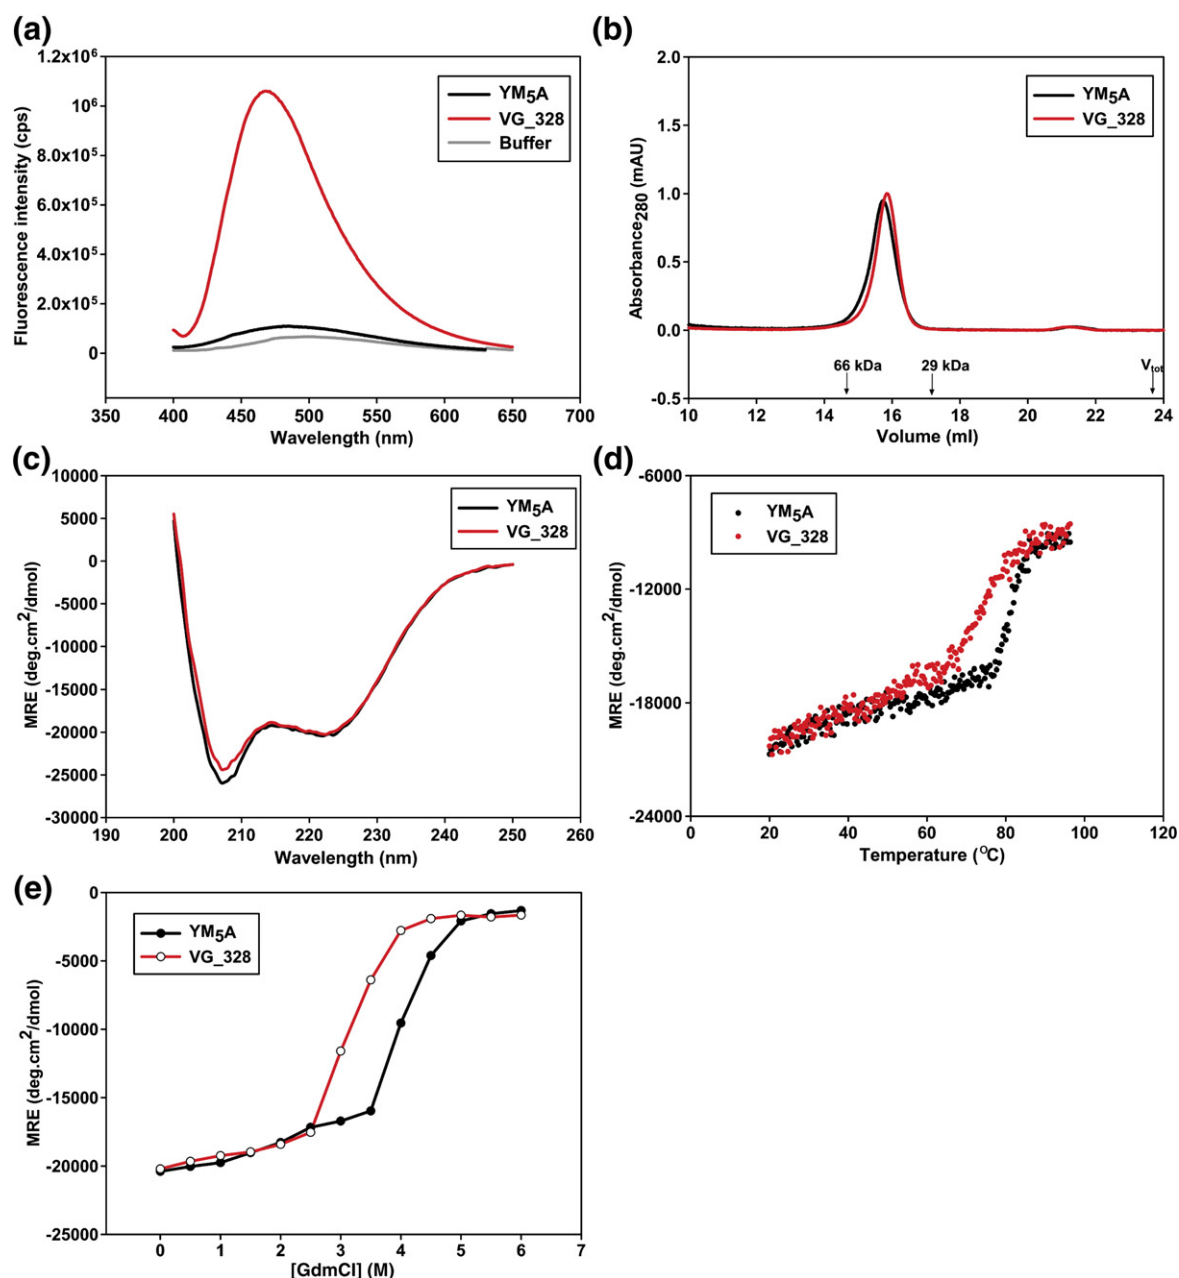 (a)
1.2x10⁶
10⁶
8.0x10⁵
6.0x10⁵
4.0x10⁵
2.0x10⁵
0
Fluorescence intensity (cps)
YM₅A
VG_328
Buffer
350 400 450 500 550 600 650 700
Wavelength (nm)
(b)
2.0
1.5
1.0
0.5
0.0
-0.5
Absorbance₂₈₀ (mAU)
YM₅A
VG_328
66 kDa
29 kDa
Vₜₒₜ
10 12 14 16 18 20 22 24
Volume (ml)
(c)
10000
5000
0
-5000
-10000
-15000
-20000
-25000
-30000
MRE (deg.cm²/dmol)
YM₅A
VG_328
190 200 210 220 230 240 250 260
Wavelength (nm)
(d)
-6000
-12000
-18000
-24000
MRE (deg.cm²/dmol)
YM₅A
VG_328
0 20 40 60 80 100 120
Temperature (ᴼC)
(e)
0
-5000
-10000
-15000
-20000
-25000
MRE (deg.cm²/dmol)
YM₅A
VG_328
0 1 2 3 4 5 6 7
[GdmCl] (M)